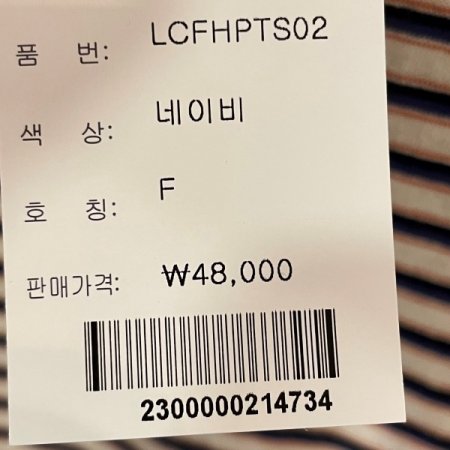 품 번: LCFHPTS02
색 상: 네이비
호 칭: F
판매가격: ₩48,000
2300000214734